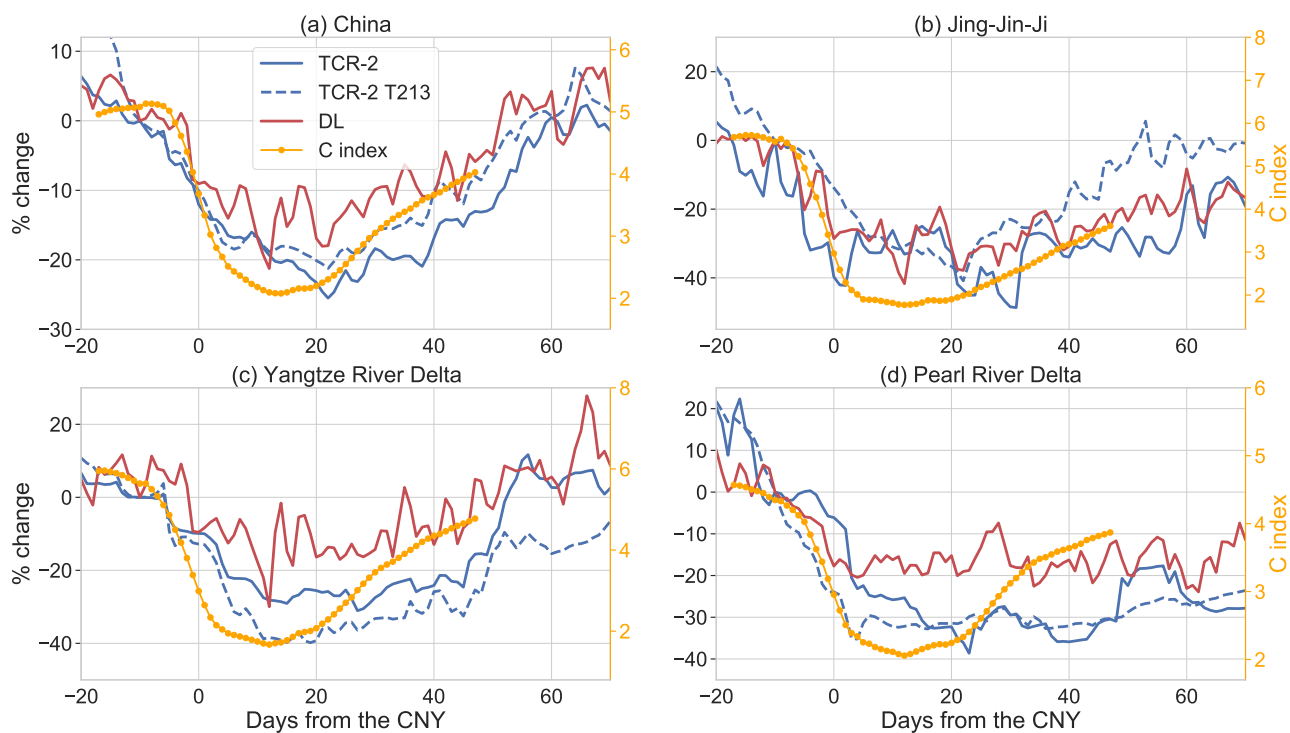 (a) China
(b) Jing-Jin-Ji
% change
10
0
−10
−20
−30
6
5
4
3
2
−20 0 20 40 60
TCR-2
TCR-2 T213
DL
C index
20
0
−20
−40
8
7
6
5
4
3
2
C index
−20 0 20 40 60
(c) Yangtze River Delta
(d) Pearl River Delta
% change
20
0
−20
−40
8
6
4
2
−20 0 20 40 60
Days from the CNY
20
10
0
−10
−20
−30
−40
6
5
4
3
2
C index
−20 0 20 40 60
Days from the CNY